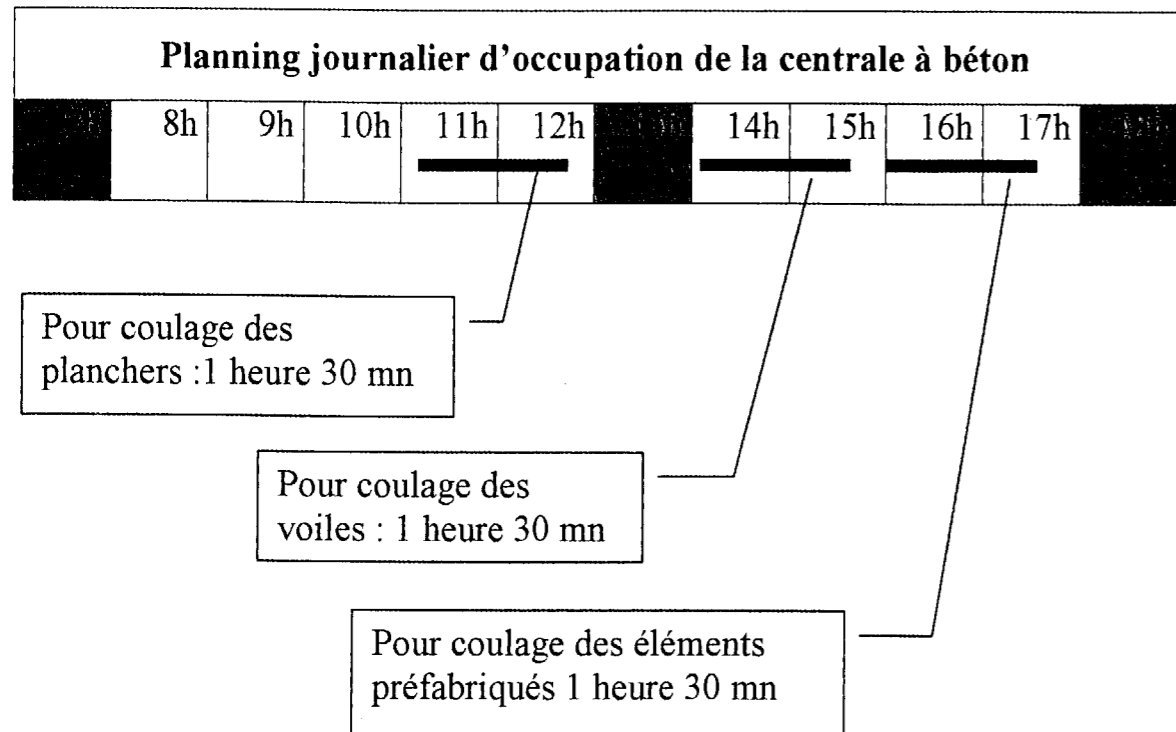 Planning journalier d'occupation de la centrale à béton
8h 9h 10h 11h 12h 14h 15h 16h 17h
Pour coulage des
planchers :1 heure 30 mn
Pour coulage des
voiles : 1 heure 30 mn
Pour coulage des éléments
préfabriqués 1 heure 30 mn